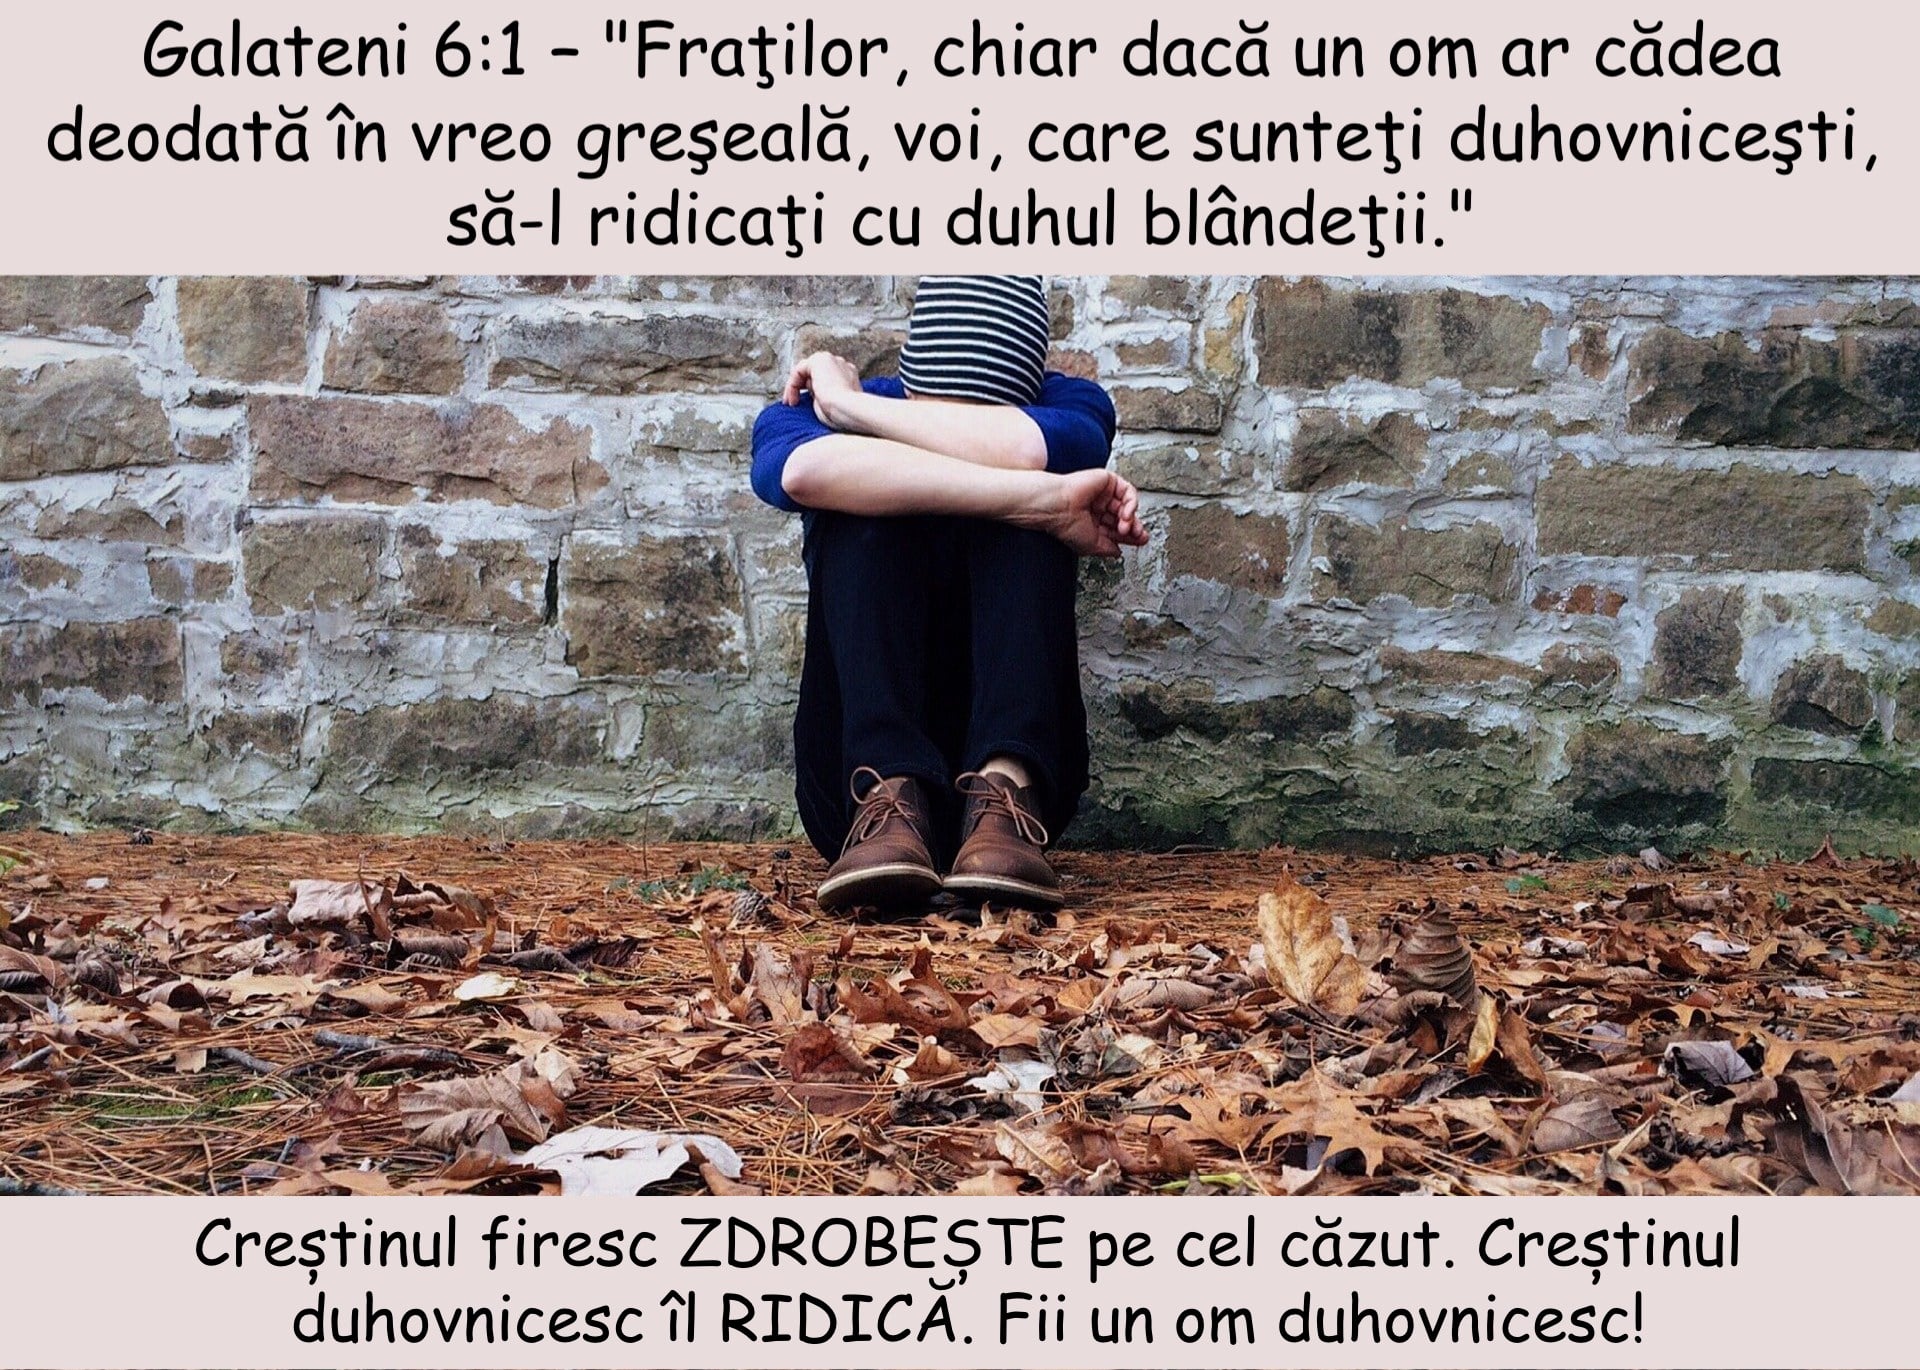 Galateni 6:1 – "Fraţilor, chiar dacă un om ar cădea
deodată în vreo greşeală, voi, care sunteţi duhovniceşti,
să-l ridicaţi cu duhul blândeţii."
Creștinul firesc ZDROBEȘTE pe cel căzut. Creștinul
duhovnicesc îl RIDICĂ. Fii un om duhovnicesc!